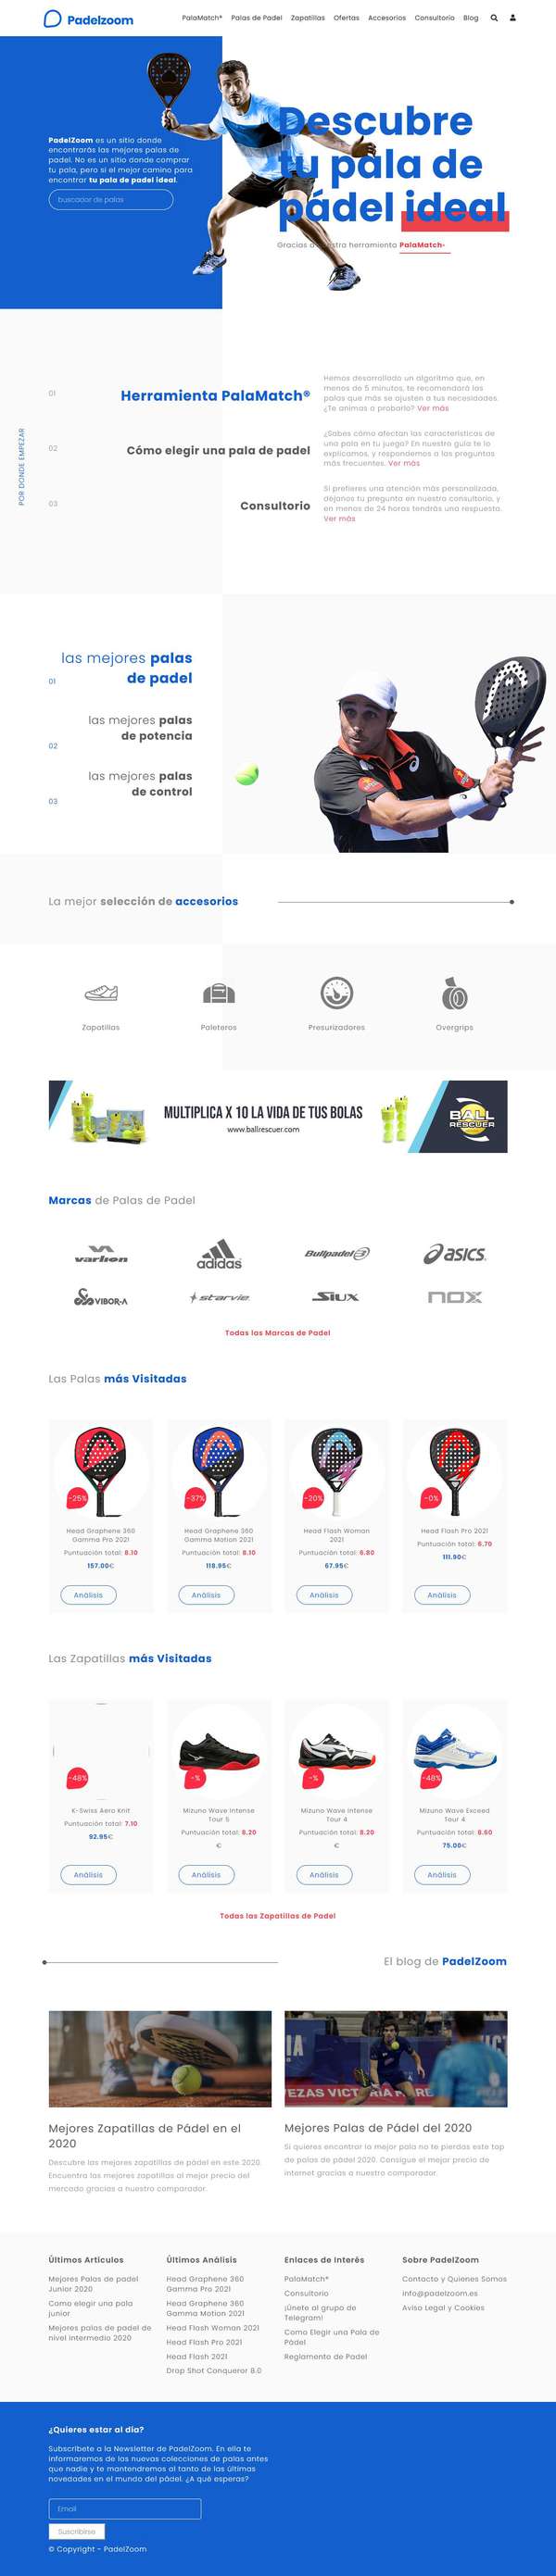 Padelzoom
PalaMatch® Palas de Padel Zapatillas Ofertas Accesorios Consultorio Blog
PadelZoom es un sitio donde
encontrarás las mejores palas de
padel. No es un sitio donde comprar
tu pala, pero sí el mejor camino para
encontrar tu pala de padel ideal.
buscador de palas
Descubre
tu pala de
pádel ideal
Gracias a nuestra herramienta PalaMatch®
POR DONDE EMPEZAR
01
Herramienta PalaMatch®
Hemos desarrollado un algoritmo que, en
menos de 5 minutos, te recomendará las
palas que más se ajusten a tus necesidades.
¿Te animas a probarlo? Ver más
02
Cómo elegir una pala de padel
¿Sabes cómo afectan las características de
una pala en tu juego? En nuestra guía te lo
explicamos, y respondemos a las preguntas
más frecuentes. Ver más
03
Consultorio
Si prefieres una atención más personalizada,
déjanos tu pregunta en nuestro consultorio, y
en menos de 24 horas tendrás una respuesta.
Ver más
las mejores palas
de padel
01
las mejores palas
de potencia
02
las mejores palas
de control
03
La mejor selección de accesorios
Zapatillas
Paleteros
Presurizadores
Overgrips
MULTIPLICA X 10 LA VIDA DE TUS BOLAS
www.ballrescuer.com
BALL
RESCUER
Marcas de Palas de Padel
varlion
adidas
Bullpadel
asics
VIBOR-A
starvie
SIUX
nox
Todas las Marcas de Padel
Las Palas más Visitadas
-25%
Head Graphene 360
Gamma Pro 2021
Puntuación total: 8.10
157.00€
Análisis
-37%
Head Graphene 360
Gamma Motion 2021
Puntuación total: 8.10
118.95€
Análisis
-20%
Head Flash Woman
2021
Puntuación total: 6.80
67.95€
Análisis
-0%
Head Flash Pro 2021
Puntuación total: 6.70
111.90€
Análisis
Las Zapatillas más Visitadas
-48%
K-Swiss Aero Knit
Puntuación total: 7.10
92.95€
Análisis
-%
Mizuno Wave Intense
Tour 5
Puntuación total: 8.20
€
Análisis
-%
Mizuno Wave Intense
Tour 4
Puntuación total: 8.20
€
Análisis
-48%
Mizuno Wave Exceed
Tour 4
Puntuación total: 8.60
75.00€
Análisis
Todas las Zapatillas de Padel
El blog de PadelZoom
Mejores Zapatillas de Pádel en el
2020
Descubre las mejores zapatillas de pádel en este 2020.
Encuentra las mejores zapatillas al mejor precio del
mercado gracias a nuestro comparador.
Mejores Palas de Pádel del 2020
Si quieres encontrar la mejor pala no te pierdas este top
de palas de pádel 2020. Consigue el mejor precio de
internet gracias a nuestro comparador.
Últimos Artículos
Mejores Palas de padel
Junior 2020
Como elegir una pala
junior
Mejores palas de padel de
nivel intermedio 2020
Últimos Análisis
Head Graphene 360
Gamma Pro 2021
Head Graphene 360
Gamma Motion 2021
Head Flash Woman 2021
Head Flash Pro 2021
Head Flash 2021
Drop Shot Conqueror 8.0
Enlaces de Interés
PalaMatch®
Consultorio
¡Únete al grupo de
Telegram!
Como Elegir una Pala de
Pádel
Reglamento de Padel
Sobre PadelZoom
Contacto y Quienes Somos
info@padelzoom.es
Aviso Legal y Cookies
¿Quieres estar al día?
Subscríbete a la Newsletter de PadelZoom. En ella te
informaremos de las nuevas colecciones de palas antes
que nadie y te mantendremos al tanto de las últimas
novedades en el mundo del pádel. ¿A qué esperas?
Email
Suscribirse
© Copyright - PadelZoom